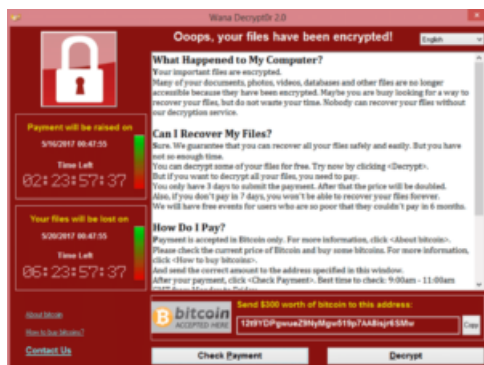 Wana Decrypt0r 2.0
Ooops, your files have been encrypted!
English
What Happened to My Computer?
Your important files are encrypted.
Many of your documents, photos, videos, databases and other files are no longer
accessible because they have been encrypted. Maybe you are busy looking for a way to
recover your files, but do not waste your time. Nobody can recover your files without
our decryption service.
Can I Recover My Files?
Sure. We guarantee that you can recover all your files safely and easily. But you have
not so enough time.
You can decrypt some of your files for free. Try now by clicking <Decrypt>.
But if you want to decrypt all your files, you need to pay.
You only have 3 days to submit the payment. After that the price will be doubled.
Also, if you don't pay in 7 days, you won't be able to recover your files forever.
We will have free events for users who are so poor that they couldn't pay in 6 months.
How Do I Pay?
Payment is accepted in Bitcoin only. For more information, click <About bitcoin>.
Please check the current price of Bitcoin and buy some bitcoins. For more information,
click <How to buy bitcoins>.
And send the correct amount to the address specified in this window.
After your payment, click <Check Payment>. Best time to check: 9:00am - 11:00am
Payment will be raised on
5/16/2017 00:47:55
Time Left
02:23:57:37
Your files will be lost on
5/20/2017 00:47:55
Time Left
06:23:57:37
About bitcoin
How to buy bitcoins?
Contact Us
bitcoin
ACCEPTED HERE
Send $300 worth of bitcoin to this address:
Copy
Check Payment
Decrypt